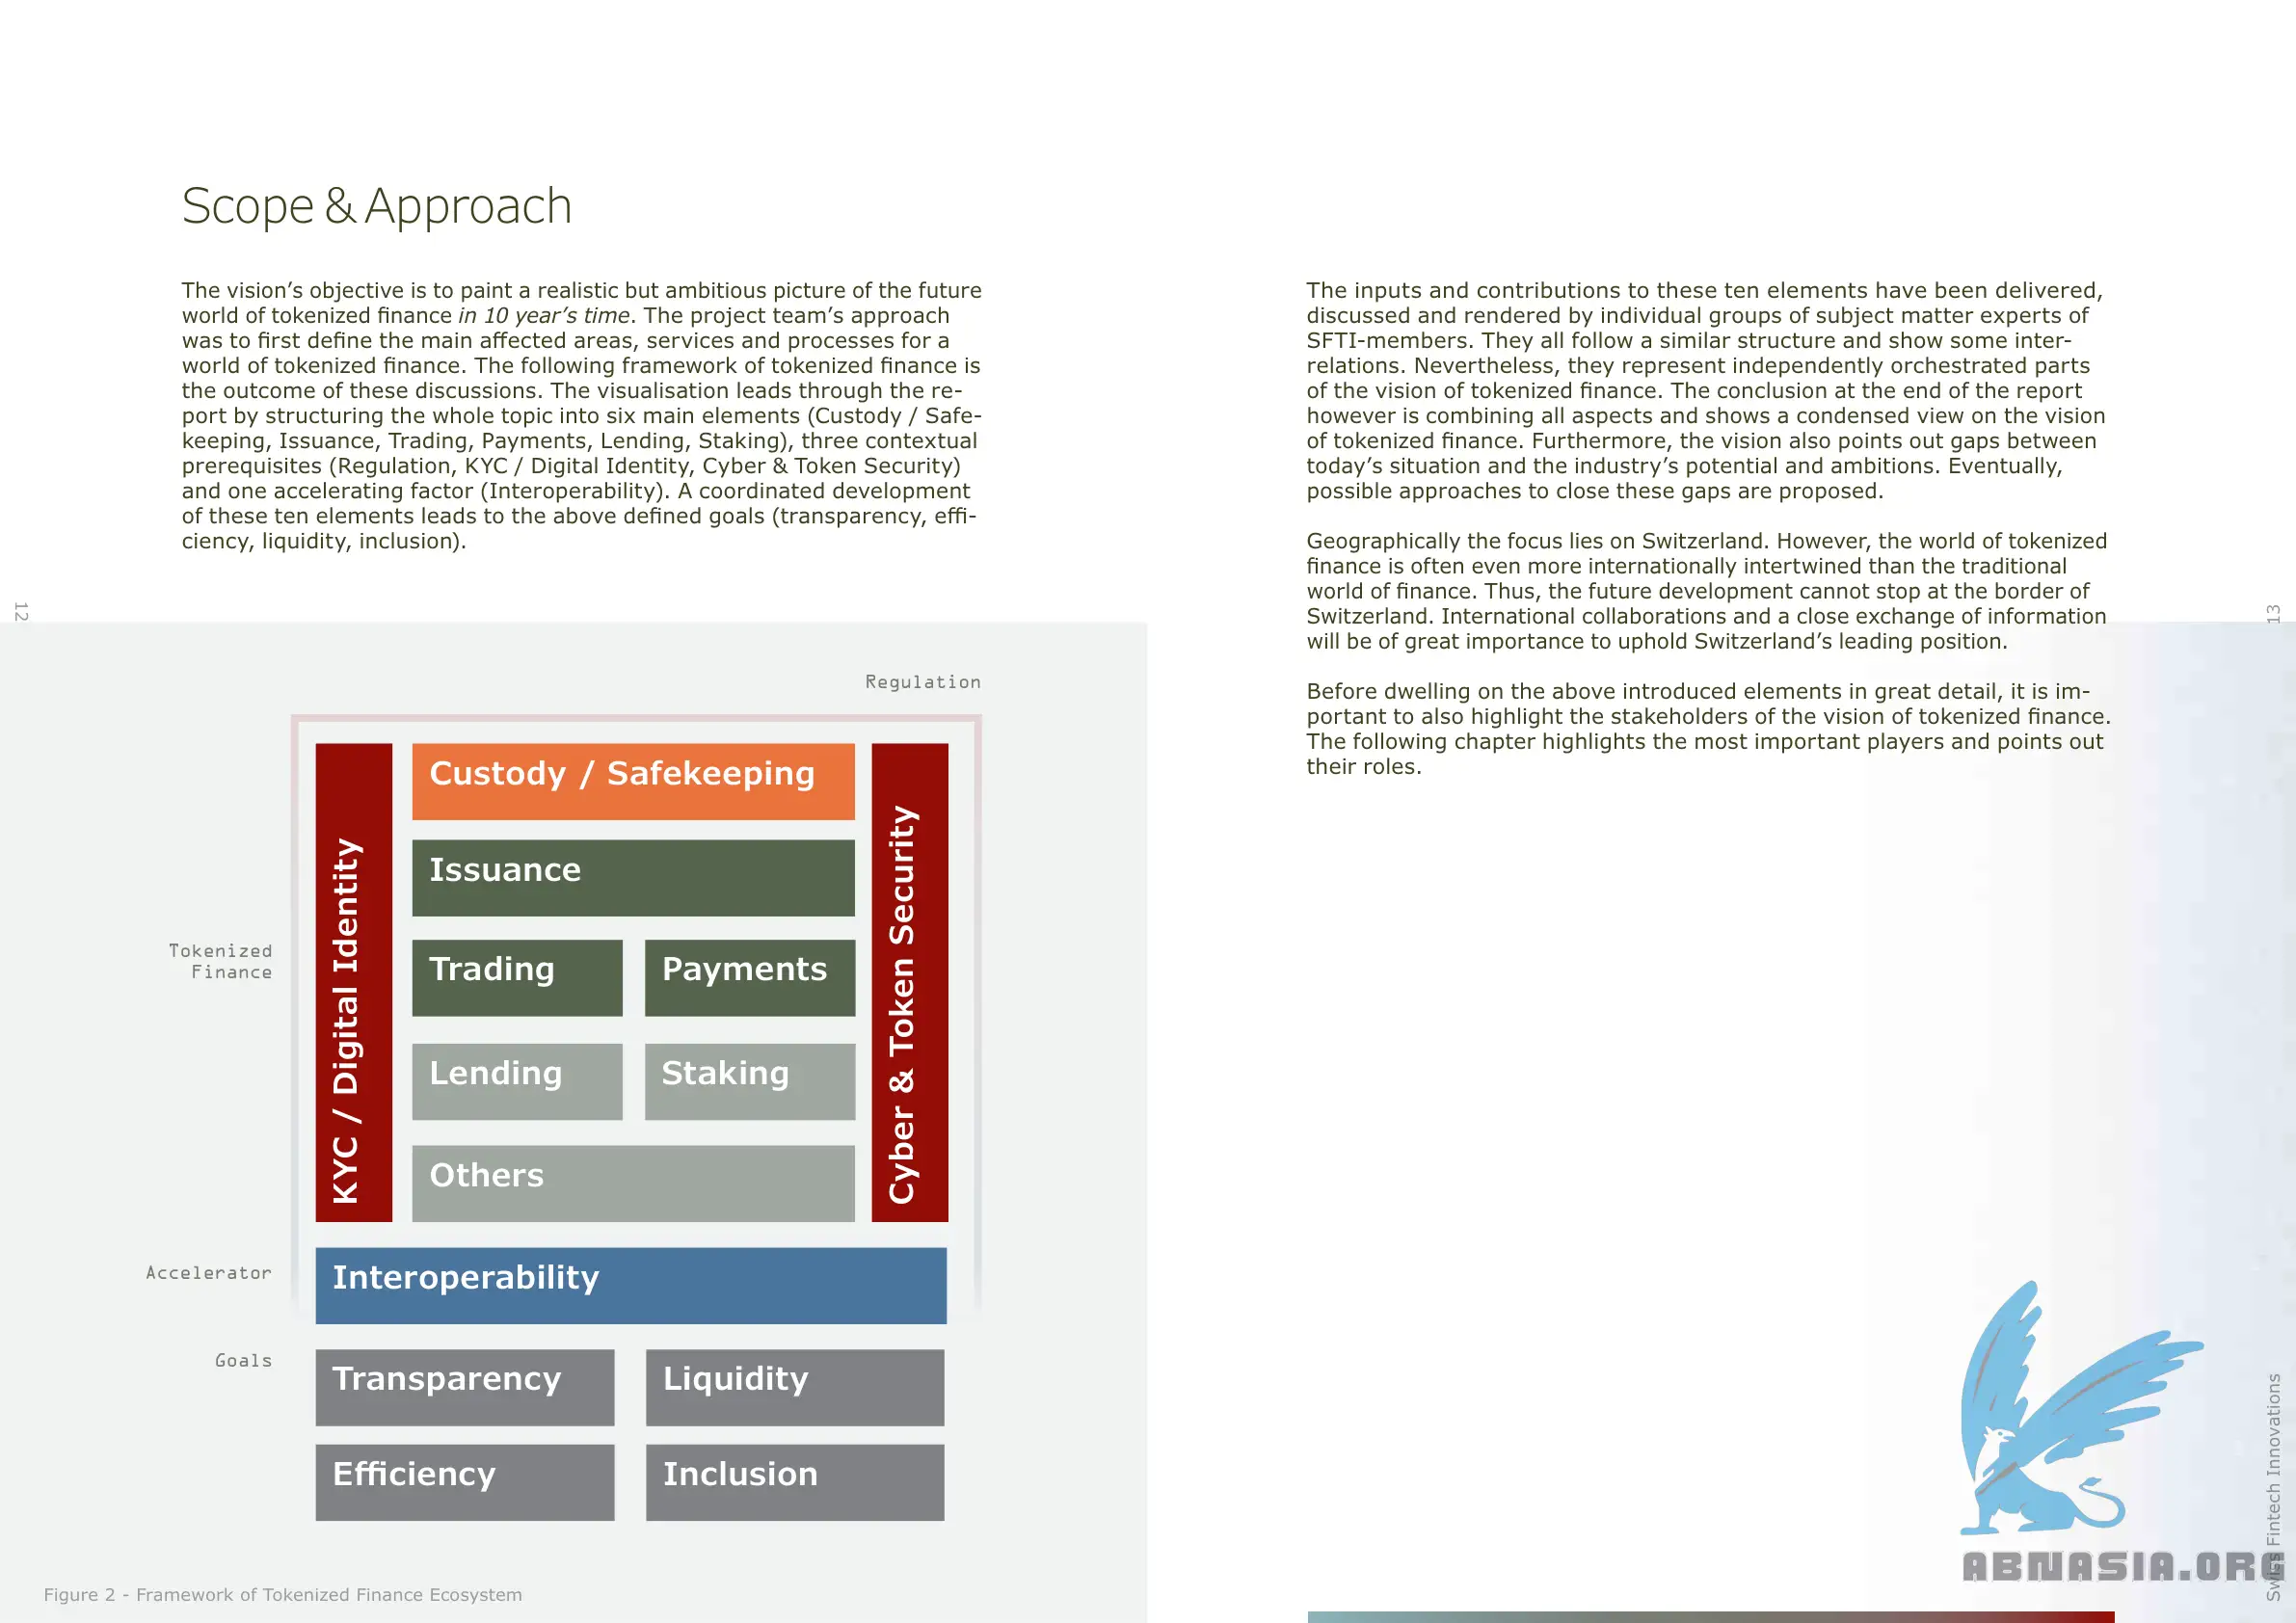 Scope & Approach
The vision’s objective is to paint a realistic but ambitious picture of the future
world of tokenized finance in 10 year’s time. The project team’s approach
was to first define the main affected areas, services and processes for a
world of tokenized finance. The following framework of tokenized finance is
the outcome of these discussions. The visualisation leads through the re-
port by structuring the whole topic into six main elements (Custody / Safe-
keeping, Issuance, Trading, Payments, Lending, Staking), three contextual
prerequisites (Regulation, KYC / Digital Identity, Cyber & Token Security)
and one accelerating factor (Interoperability). A coordinated development
of these ten elements leads to the above defined goals (transparency, effi-
ciency, liquidity, inclusion).
12
Regulation
Tokenized
Finance
KYC / Digital Identity
Custody / Safekeeping
Issuance
Trading
Payments
Lending
Staking
Others
Cyber & Token Security
Accelerator
Interoperability
Goals
Transparency
Liquidity
Efficiency
Inclusion
Figure 2 - Framework of Tokenized Finance Ecosystem
The inputs and contributions to these ten elements have been delivered,
discussed and rendered by individual groups of subject matter experts of
SFTI-members. They all follow a similar structure and show some inter-
relations. Nevertheless, they represent independently orchestrated parts
of the vision of tokenized finance. The conclusion at the end of the report
however is combining all aspects and shows a condensed view on the vision
of tokenized finance. Furthermore, the vision also points out gaps between
today’s situation and the industry’s potential and ambitions. Eventually,
possible approaches to close these gaps are proposed.
Geographically the focus lies on Switzerland. However, the world of tokenized
finance is often even more internationally intertwined than the traditional
world of finance. Thus, the future development cannot stop at the border of
Switzerland. International collaborations and a close exchange of information
will be of great importance to uphold Switzerland’s leading position.
Before dwelling on the above introduced elements in great detail, it is im-
portant to also highlight the stakeholders of the vision of tokenized finance.
The following chapter highlights the most important players and points out
their roles.
13
Swiss Fintech Innovations
ABNASIA.ORG